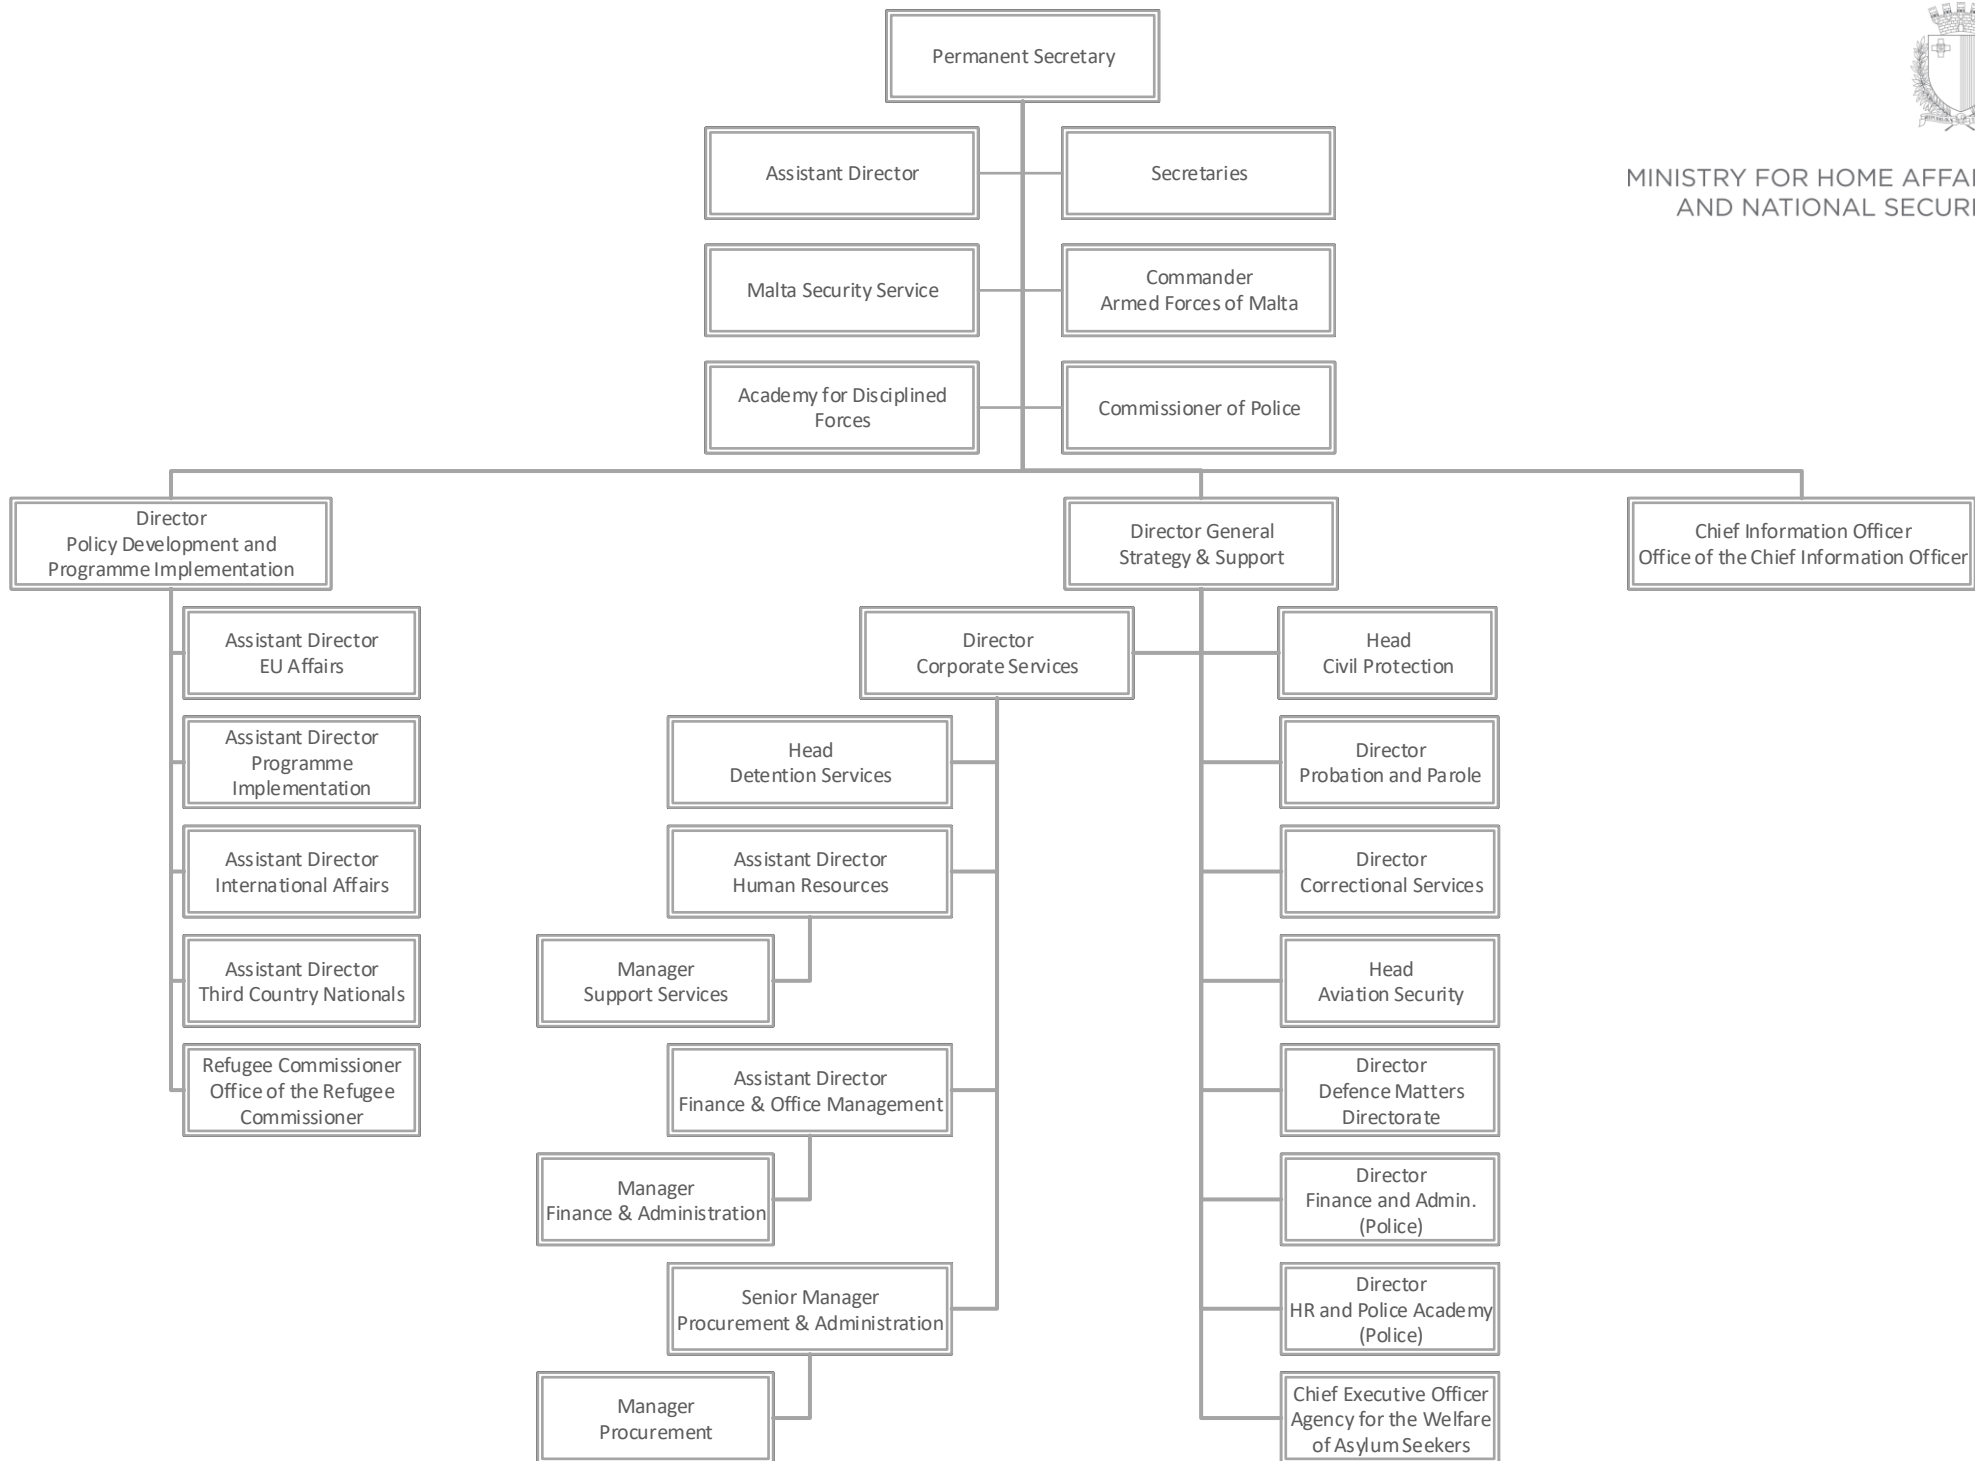 Permanent Secretary
MINISTRY FOR HOME AFFAI
AND NATIONAL SECURI
Assistant Director
Secretaries
Malta Security Service
Commander
Armed Forces of Malta
Academy for Disciplined
Forces
Commissioner of Police
Director
Policy Development and
Programme Implementation
Director General
Strategy & Support
Chief Information Officer
Office of the Chief Information Officer
Assistant Director
EU Affairs
Assistant Director
Programme
Implementation
Assistant Director
International Affairs
Assistant Director
Third Country Nationals
Refugee Commissioner
Office of the Refugee
Commissioner
Director
Corporate Services
Head
Detention Services
Assistant Director
Human Resources
Manager
Support Services
Assistant Director
Finance & Office Management
Manager
Finance & Administration
Senior Manager
Procurement & Administration
Manager
Procurement
Head
Civil Protection
Director
Probation and Parole
Director
Correctional Services
Head
Aviation Security
Director
Defence Matters
Directorate
Director
Finance and Admin.
(Police)
Director
HR and Police Academy
(Police)
Chief Executive Officer
Agency for the Welfare
of Asylum Seekers